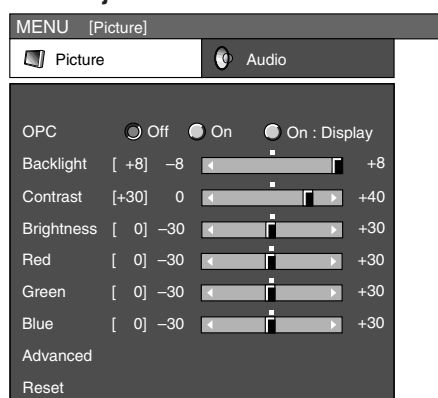 MENU [Picture]
Picture Audio
OPC Off On On : Display
Backlight [ +8] –8 +8
Contrast [+30] 0 +40
Brightness [ 0] –30 +30
Red [ 0] –30 +30
Green [ 0] –30 +30
Blue [ 0] –30 +30
Advanced
Reset